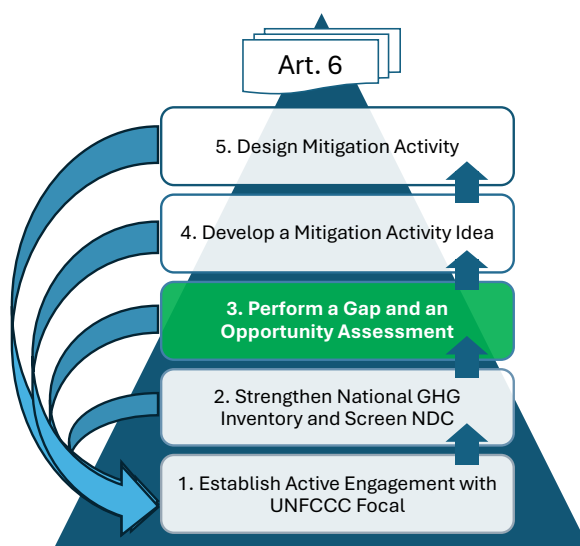 Art. 6
5. Design Mitigation Activity
4. Develop a Mitigation Activity Idea
3. Perform a Gap and an
Opportunity Assessment
2. Strengthen National GHG
Inventory and Screen NDC
1. Establish Active Engagement with
UNFCCC Focal